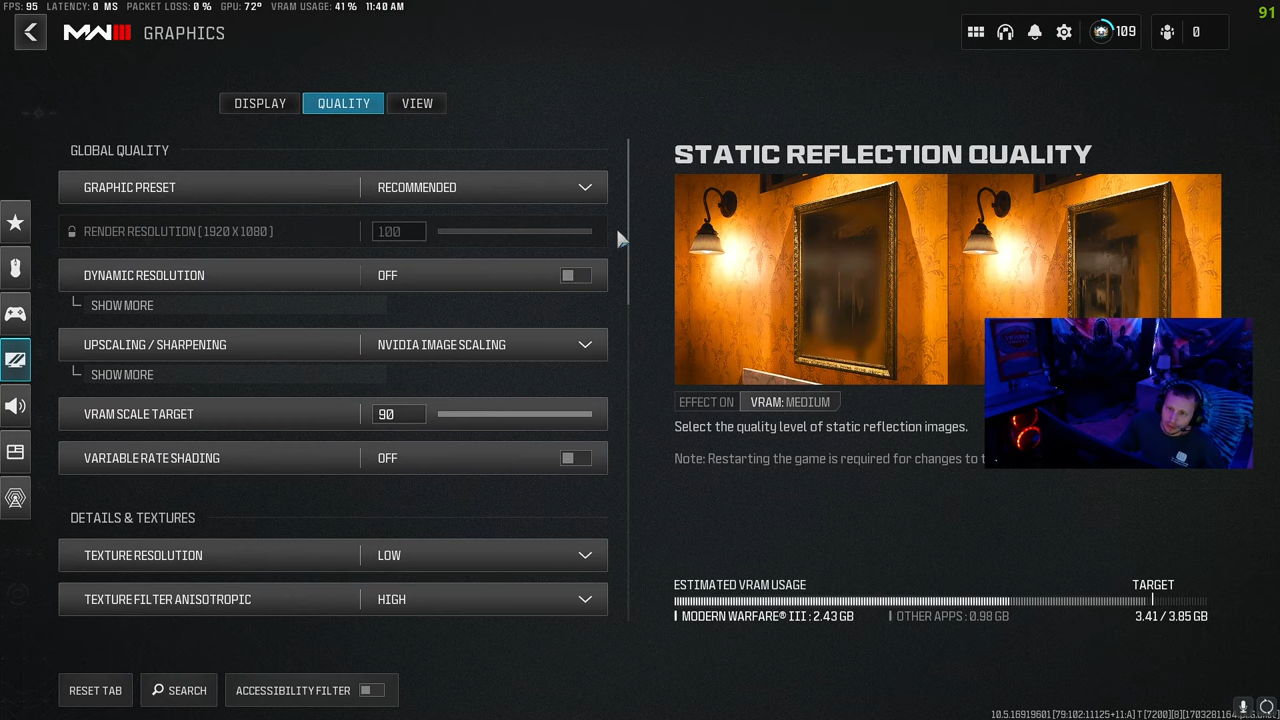 FPS: 95 LATENCY: 0 MS PACKET LOSS: 0 % GPU: 72° VRAM USAGE: 41 % 11:40 AM
91
MWIII GRAPHICS
109
0
DISPLAY
QUALITY
VIEW
GLOBAL QUALITY
GRAPHIC PRESET
RECOMMENDED
RENDER RESOLUTION [1920 X 1080]
100
DYNAMIC RESOLUTION
OFF
SHOW MORE
UPSCALING / SHARPENING
NVIDIA IMAGE SCALING
SHOW MORE
VRAM SCALE TARGET
90
VARIABLE RATE SHADING
OFF
DETAILS & TEXTURES
TEXTURE RESOLUTION
LOW
TEXTURE FILTER ANISOTROPIC
HIGH
STATIC REFLECTION QUALITY
EFFECT ON
VRAM: MEDIUM
Select the quality level of static reflection images.
Note: Restarting the game is required for changes to
ESTIMATED VRAM USAGE
TARGET
MODERN WARFARE® III : 2.43 GB
OTHER APPS : 0.98 GB
3.41 / 3.85 GB
RESET TAB
SEARCH
ACCESSIBILITY FILTER